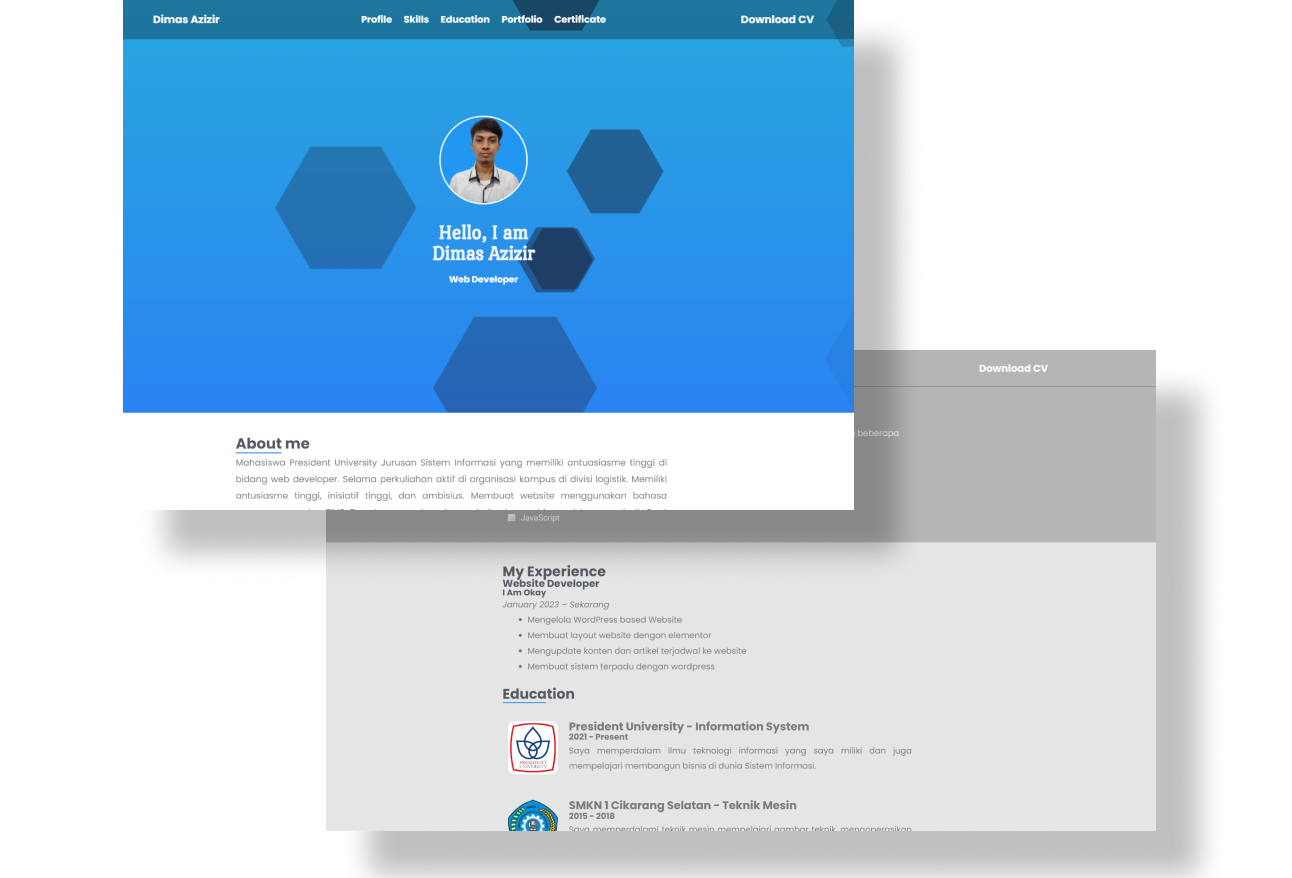 Dimas Azizir
Profile Skills Education Portfolio Certificate
Download CV
Hello, I am
Dimas Azizir
Web Developer
About me
Mahasiswa President University Jurusan Sistem Informasi yang memiliki antuasiasme tinggi di
bidang web developer. Selama perkuliahan aktif di organisasi kampus di divisi logistik. Memiliki
antusiasme tinggi, inisiatif tinggi, dan ambisius. Membuat website menggunakan bahasa
Download CV
beberapa
JavaScript
My Experience
Website Developer
I Am Okay
January 2023 – Sekarang
• Mengelola WordPress based Website
• Membuat layout website dengan elementor
• Mengupdate konten dan artikel terjadwal ke website
• Membuat sistem terpadu dengan wordpress
Education
PRESIDENT
UNIVERSITY
President University - Information System
2021 - Present
Saya memperdalam ilmu teknologi informasi yang saya miliki dan juga
mempelajari membangun bisnis di dunia Sistem Informasi.
SMKN 1 Cikarang Selatan - Teknik Mesin
2015 - 2018
Saya memperdalami teknik mesin mempelajari gambar teknik, mengoperasikan